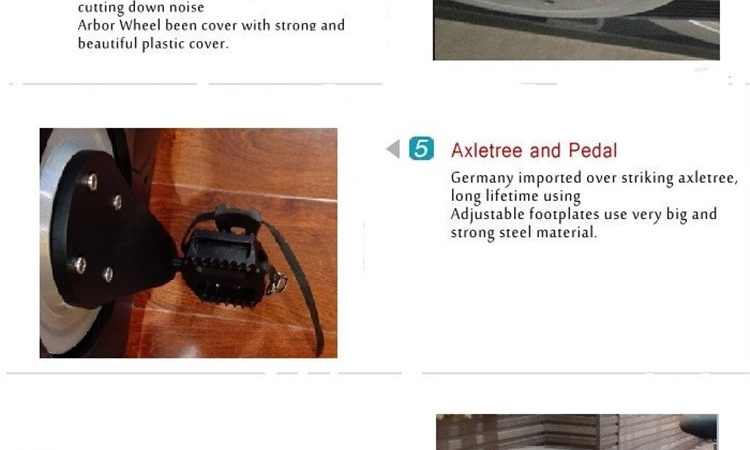 cutting down noise
Arbor Wheel been cover with strong and
beautiful plastic cover.
5 Axletree and Pedal
Germany imported over striking axletree,
long lifetime using
Adjustable footplates use very big and
strong steel material.